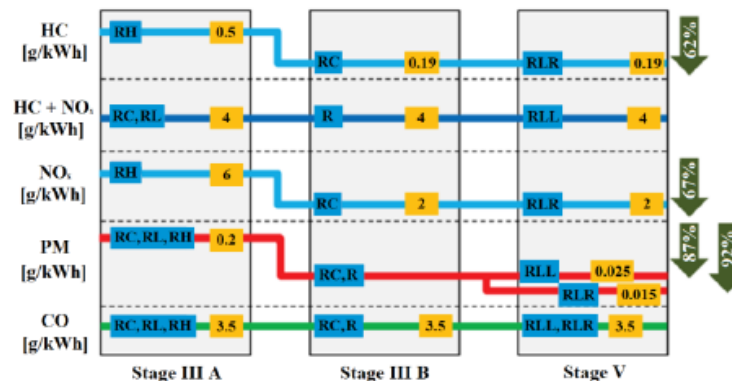 HC
[g/kWh]
RH 0.5
RC 0.19
RLR 0.19
62%
HC + NOx
[g/kWh]
RC,RL 4
R 4
RLL 4
NOx
[g/kWh]
RH 6
RC 2
RLR 2
67%
PM
[g/kWh]
RC,RL,RH 0.2
RC,R
RLL 0.025
RLR 0.015
87%
92%
CO
[g/kWh]
RC,RL,RH 3.5
RC,R 3.5
RLL,RLR 3.5
Stage III A Stage III B Stage V